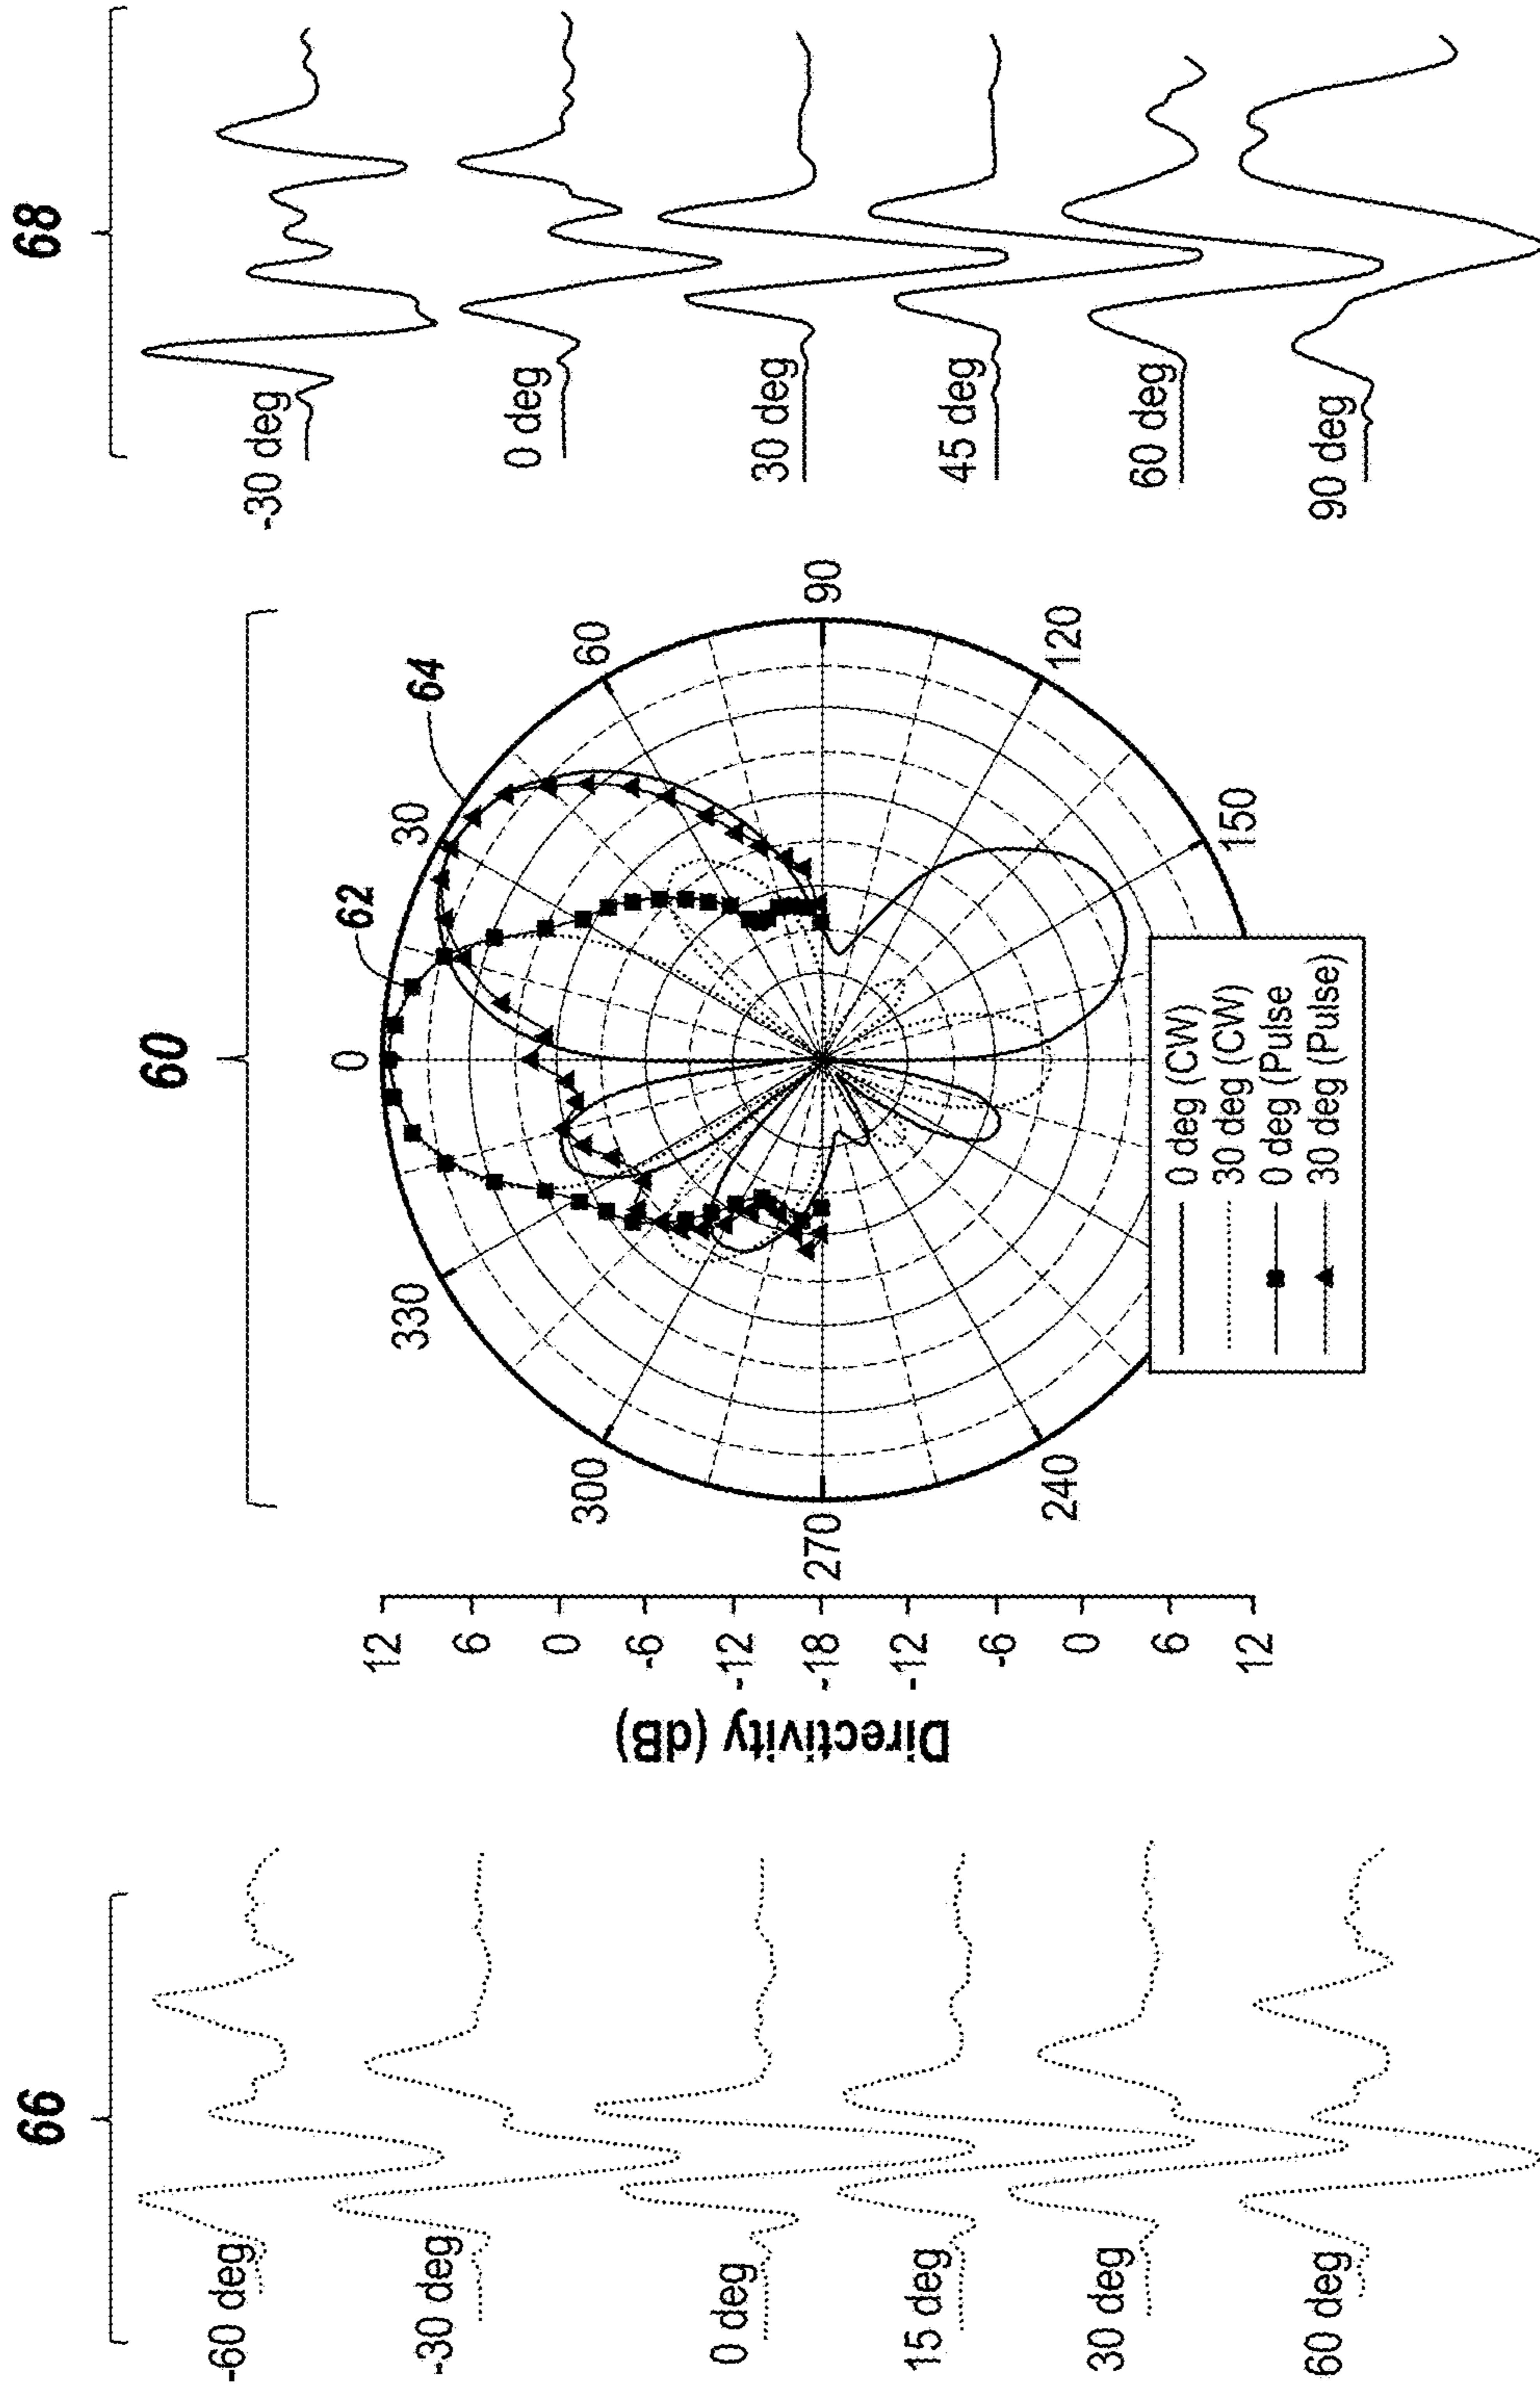 66
-60 deg
-30 deg
0 deg
15 deg
30 deg
60 deg
Directivity (dB)
12
6
0
-6
-12
-18
-12
-6
0
6
12
60
62
64
0
30
60
90
120
150
240
270
300
330
0 deg (CW)
30 deg (CW)
0 deg (Pulse
30 deg (Pulse)
68
-30 deg
0 deg
30 deg
45 deg
60 deg
90 deg